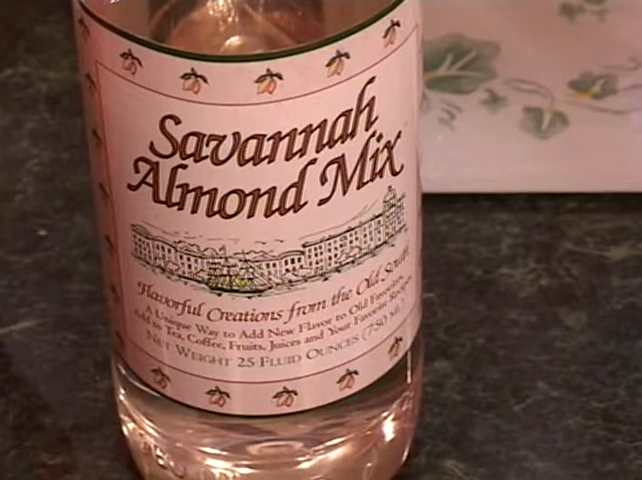 Savannah
Almond Mix
Flavorful Creations from the Old South
A Unique Way to Add New Flavor to Old Favorites.
Add to Tea, Coffee, Fruits, Juices and Your Favorite Recipes
Net Weight 25 Fluid Ounces (750 ML)